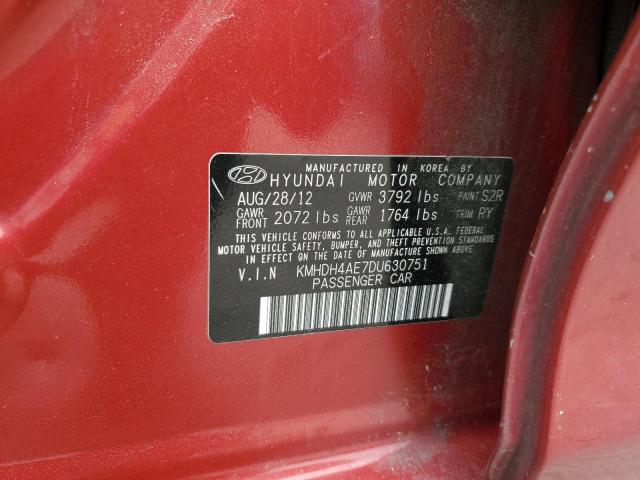 MANUFACTURED IN KOREA BY
HYUNDAI MOTOR COMPANY
AUG/28/12 GVWR 3792 lbs PAINT S2R
GAWR FRONT 2072 lbs GAWR REAR 1764 lbs TRIM RY
THIS VEHICLE CONFORMS TO ALL APPLICABLE U.S.A. FEDERAL
MOTOR VEHICLE SAFETY, BUMPER, AND THEFT PREVENTION STANDARDS
IN EFFECT ON THE DATE OF MANUFACTURE SHOWN ABOVE
V.I.N KMHDH4AE7DU630751
PASSENGER CAR